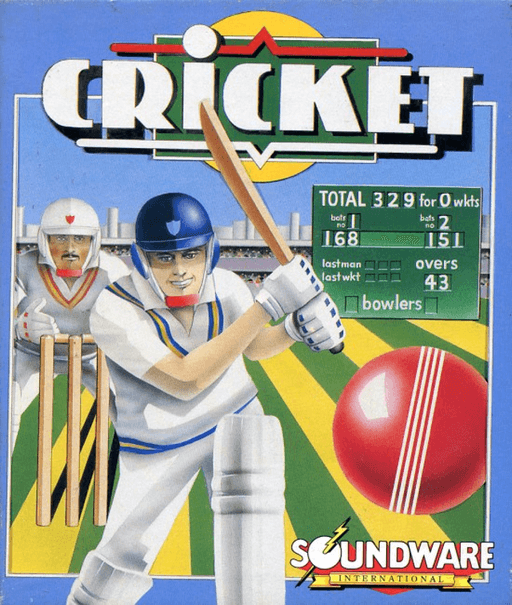 CRiCKET
TOTAL 329 for 0 wkts
bats no 1 bats no 2
168 151
lastman overs
lastwkt 43
bowlers
SOUNDWARE
INTERNATIONAL